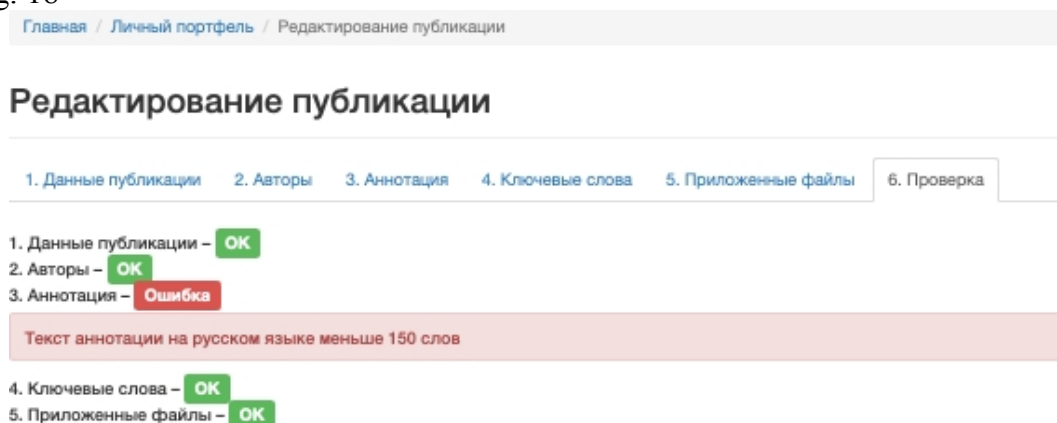 Главная / Личный портфель / Редактирование публикации
Редактирование публикации
1. Данные публикации 2. Авторы 3. Аннотация 4. Ключевые слова 5. Приложенные файлы 6. Проверка
1. Данные публикации – OK
2. Авторы – OK
3. Аннотация – Ошибка
Текст аннотации на русском языке меньше 150 слов
4. Ключевые слова – OK
5. Приложенные файлы – OK